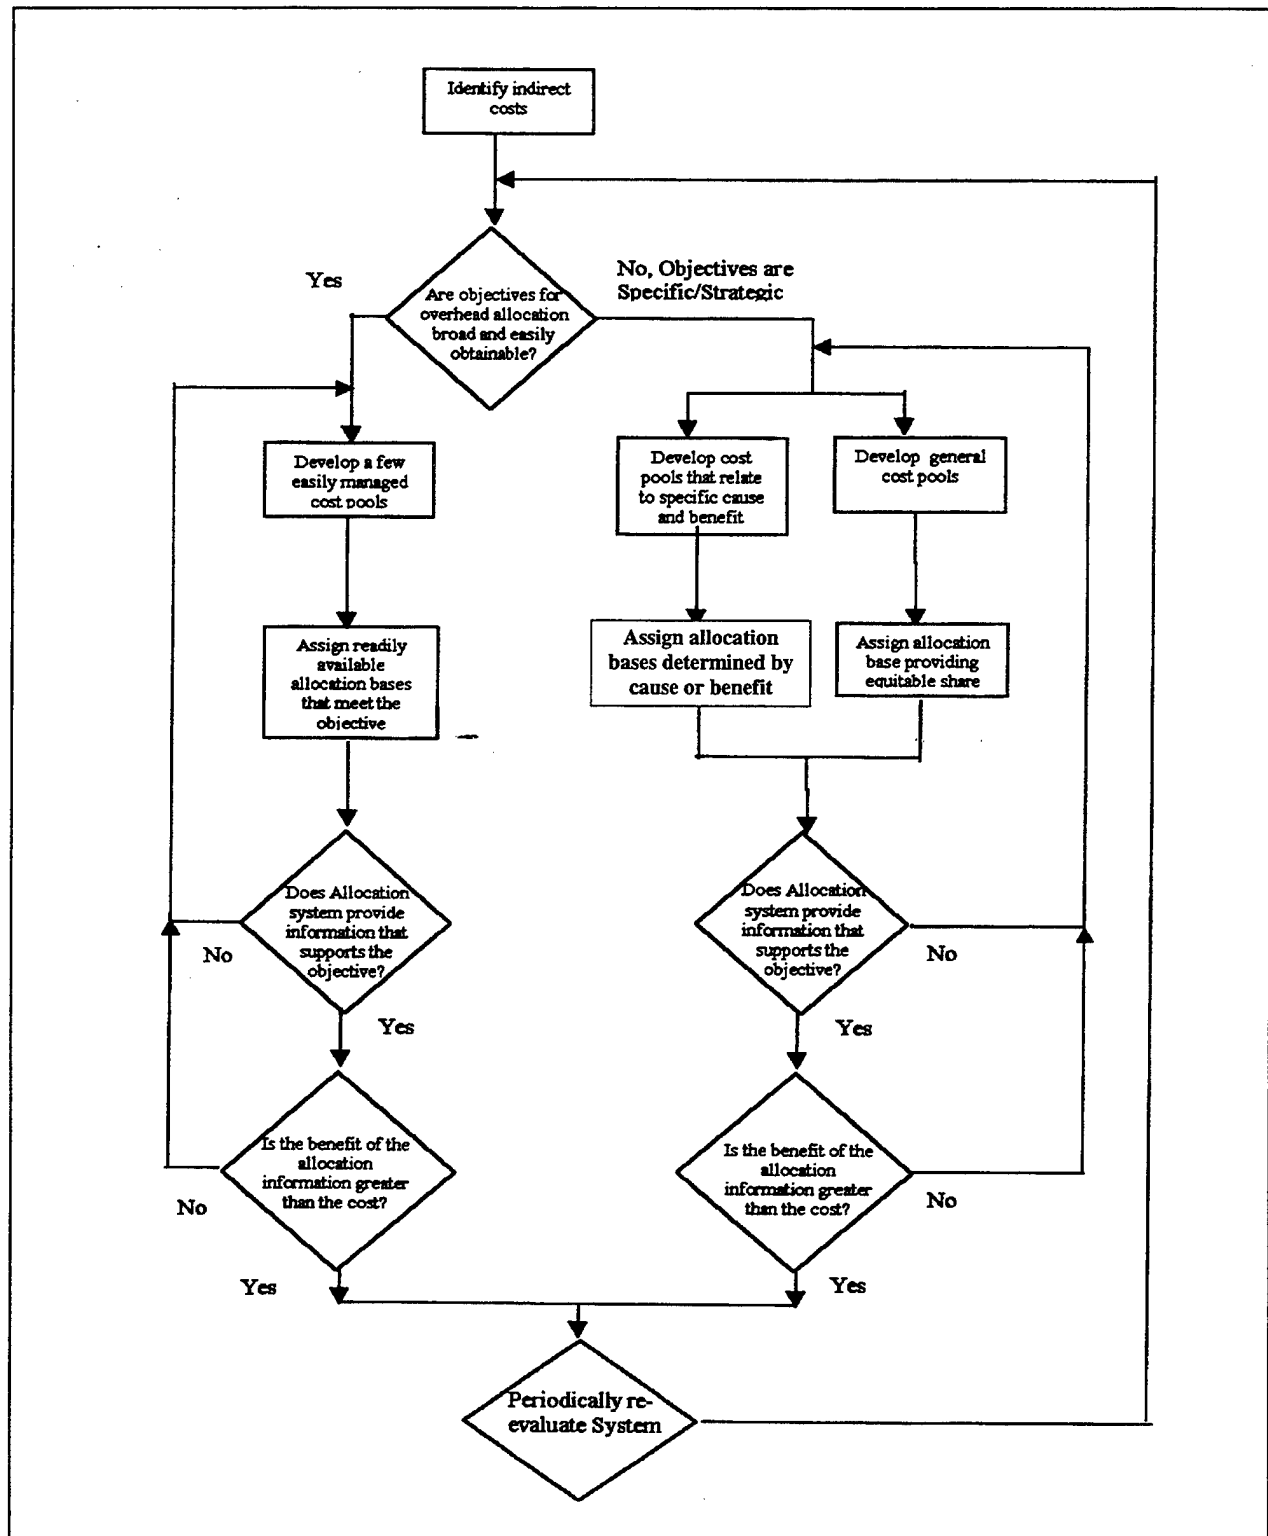 Identify indirect
costs
Yes
No, Objectives are
Specific/Strategic
Are objectives for
overhead allocation
broad and easily
obtainable?
Develop a few
easily managed
cost pools
Develop cost
pools that relate
to specific cause
and benefit
Develop general
cost pools
Assign readily
available
allocation bases
that meet the
objective
Assign allocation
bases determined by
cause or benefit
Assign allocation
base providing
equitable share
Does Allocation
system provide
information that
supports the
objective?
No
Yes
Does Allocation
system provide
information that
supports the
objective?
No
Yes
Is the benefit of the
allocation
information greater
than the cost?
No
Yes
Is the benefit of the
allocation
information greater
than the cost?
No
Yes
Periodically re-
evaluate System